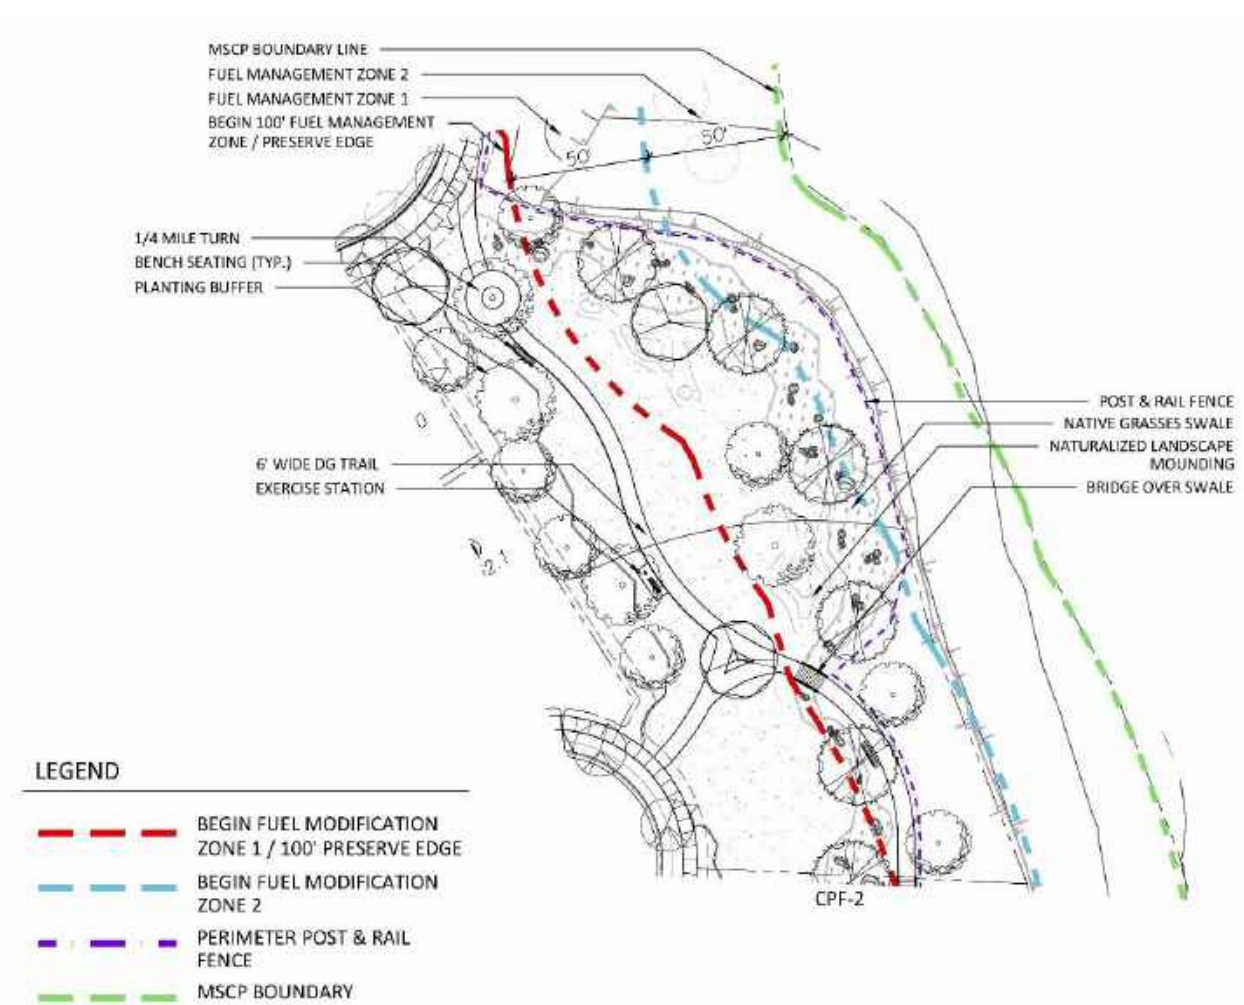 MSCP BOUNDARY LINE
FUEL MANAGEMENT ZONE 2
FUEL MANAGEMENT ZONE 1
BEGIN 100' FUEL MANAGEMENT
ZONE / PRESERVE EDGE
50'
50'
1/4 MILE TURN
BENCH SEATING (TYP.)
PLANTING BUFFER
POST & RAIL FENCE
NATIVE GRASSES SWALE
NATURALIZED LANDSCAPE
MOUNDING
BRIDGE OVER SWALE
6' WIDE DG TRAIL
EXERCISE STATION
CPF-2
LEGEND
BEGIN FUEL MODIFICATION
ZONE 1 / 100' PRESERVE EDGE
BEGIN FUEL MODIFICATION
ZONE 2
PERIMETER POST & RAIL
FENCE
MSCP BOUNDARY